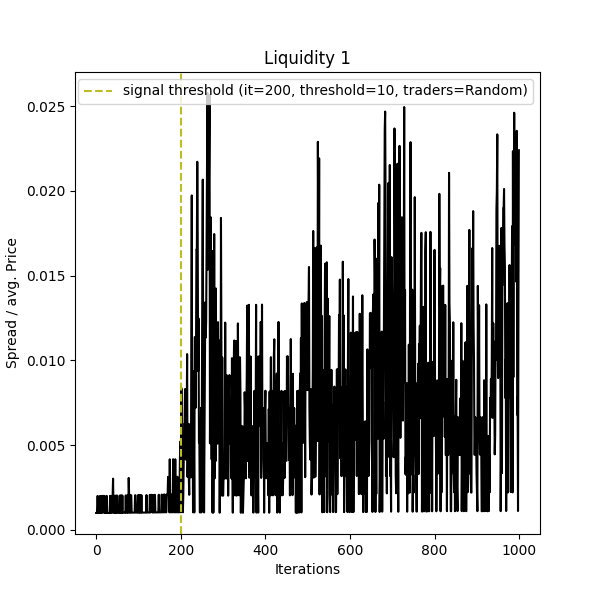 Liquidity 1
signal threshold (it=200, threshold=10, traders=Random)
Spread / avg. Price
0.025
0.020
0.015
0.010
0.005
0.000
0 200 400 600 800 1000
Iterations